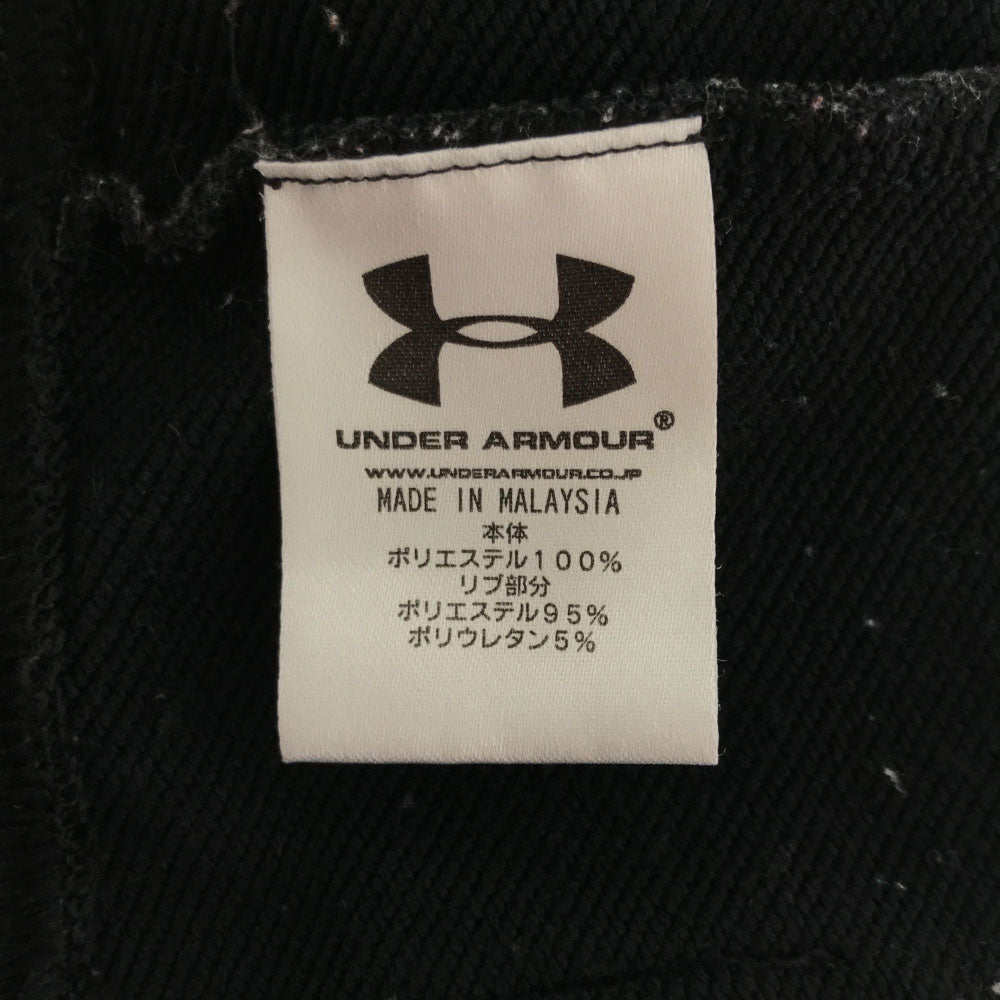 UNDER ARMOUR®
WWW.UNDERARMOUR.CO.JP
MADE IN MALAYSIA
本体
ポリエステル100%
リブ部分
ポリエステル95%
ポリウレタン5%